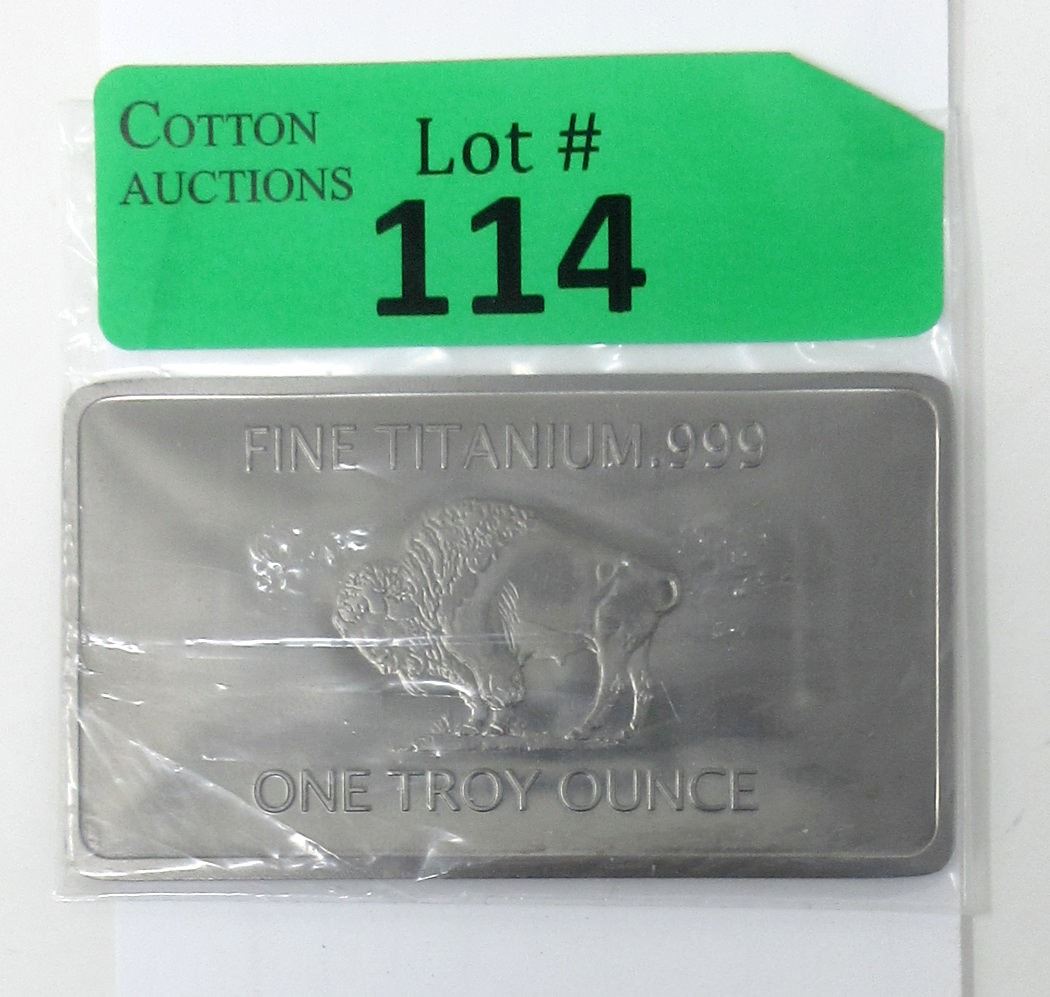 COTTON
AUCTIONS
Lot #
114
FINE TITANIUM.999
ONE TROY OUNCE